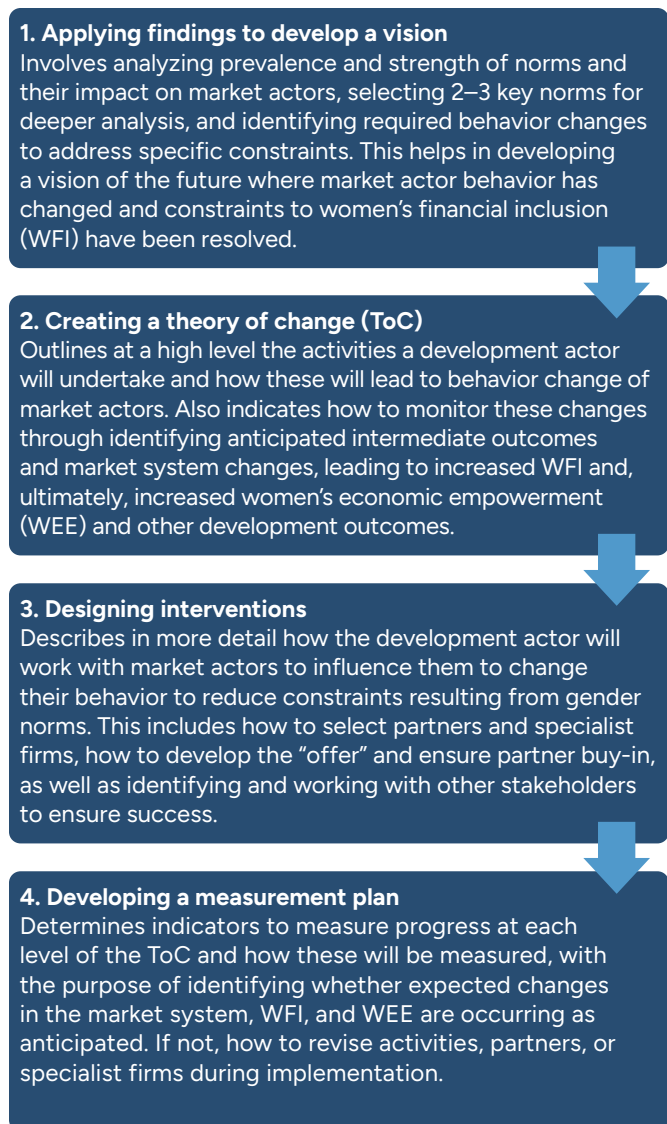 1. Applying findings to develop a vision
Involves analyzing prevalence and strength of norms and
their impact on market actors, selecting 2–3 key norms for
deeper analysis, and identifying required behavior changes
to address specific constraints. This helps in developing
a vision of the future where market actor behavior has
changed and constraints to women’s financial inclusion
(WFI) have been resolved.
2. Creating a theory of change (ToC)
Outlines at a high level the activities a development actor
will undertake and how these will lead to behavior change of
market actors. Also indicates how to monitor these changes
through identifying anticipated intermediate outcomes
and market system changes, leading to increased WFI and,
ultimately, increased women’s economic empowerment
(WEE) and other development outcomes.
3. Designing interventions
Describes in more detail how the development actor will
work with market actors to influence them to change
their behavior to reduce constraints resulting from gender
norms. This includes how to select partners and specialist
firms, how to develop the “offer” and ensure partner buy-in,
as well as identifying and working with other stakeholders
to ensure success.
4. Developing a measurement plan
Determines indicators to measure progress at each
level of the ToC and how these will be measured, with
the purpose of identifying whether expected changes
in the market system, WFI, and WEE are occurring as
anticipated. If not, how to revise activities, partners, or
specialist firms during implementation.